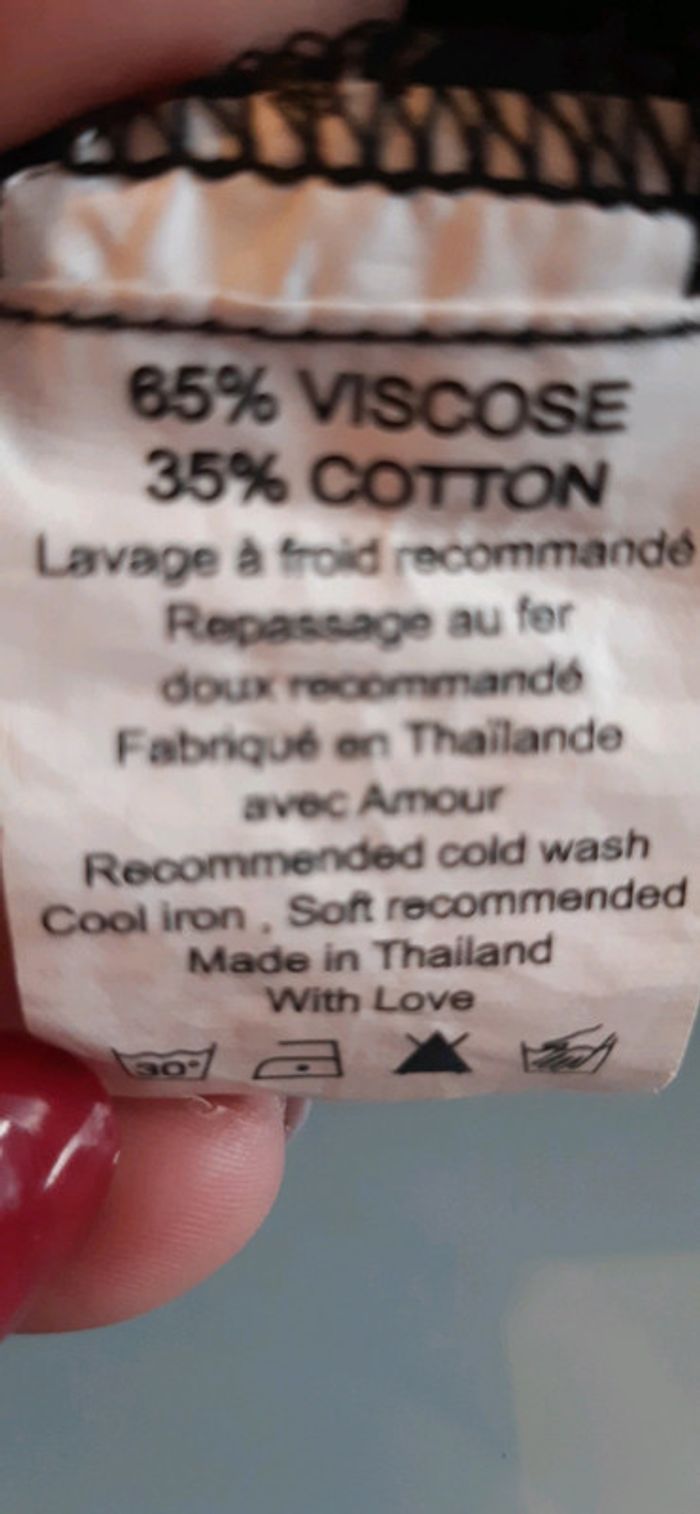 65% VISCOSE
35% COTTON
Lavage à froid recommandé
Repassage au fer
doux recommandé
Fabriqué en Thaïlande
avec Amour
Recommended cold wash
Cool iron , Soft recommended
Made in Thailand
With Love
30°